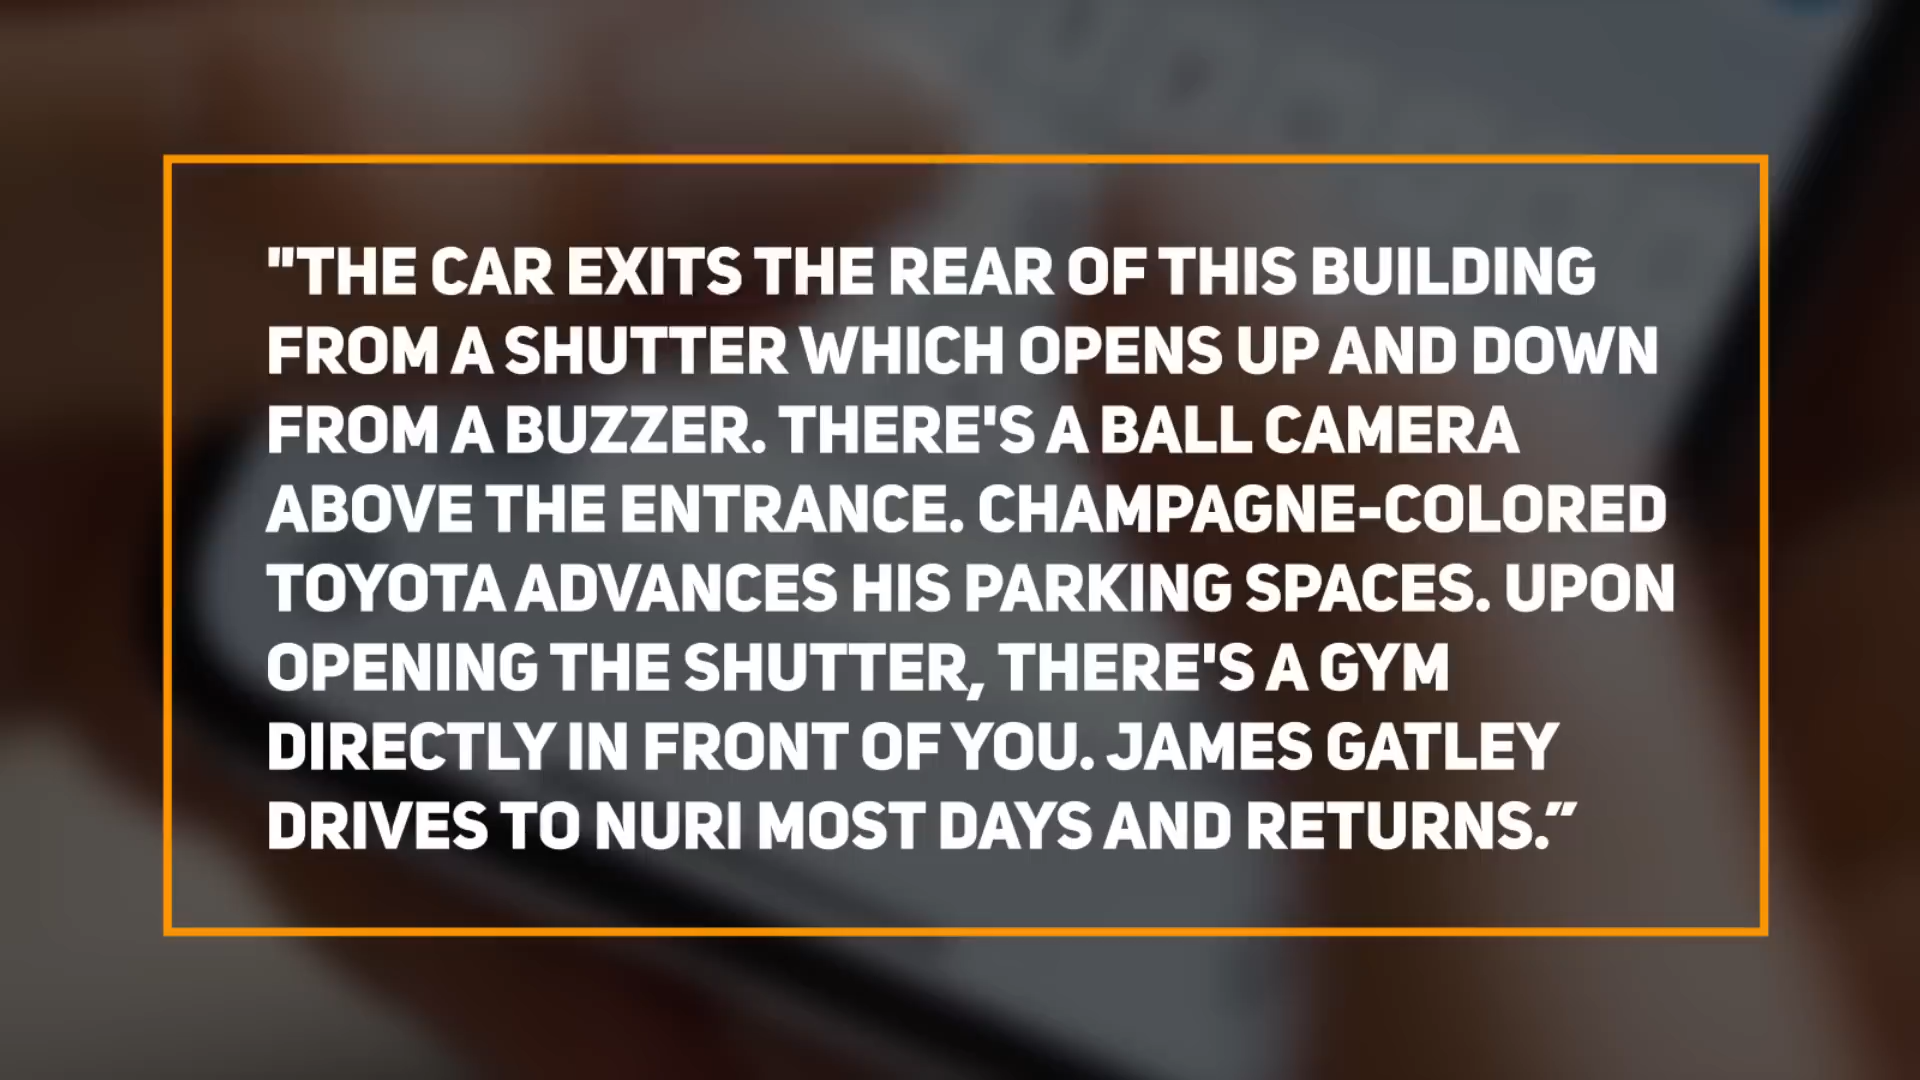 "THE CAR EXITS THE REAR OF THIS BUILDING
FROM A SHUTTER WHICH OPENS UP AND DOWN
FROM A BUZZER. THERE'S A BALL CAMERA
ABOVE THE ENTRANCE. CHAMPAGNE-COLORED
TOYOTA ADVANCES HIS PARKING SPACES. UPON
OPENING THE SHUTTER, THERE'S A GYM
DIRECTLY IN FRONT OF YOU. JAMES GATLEY
DRIVES TO NURI MOST DAYS AND RETURNS.”